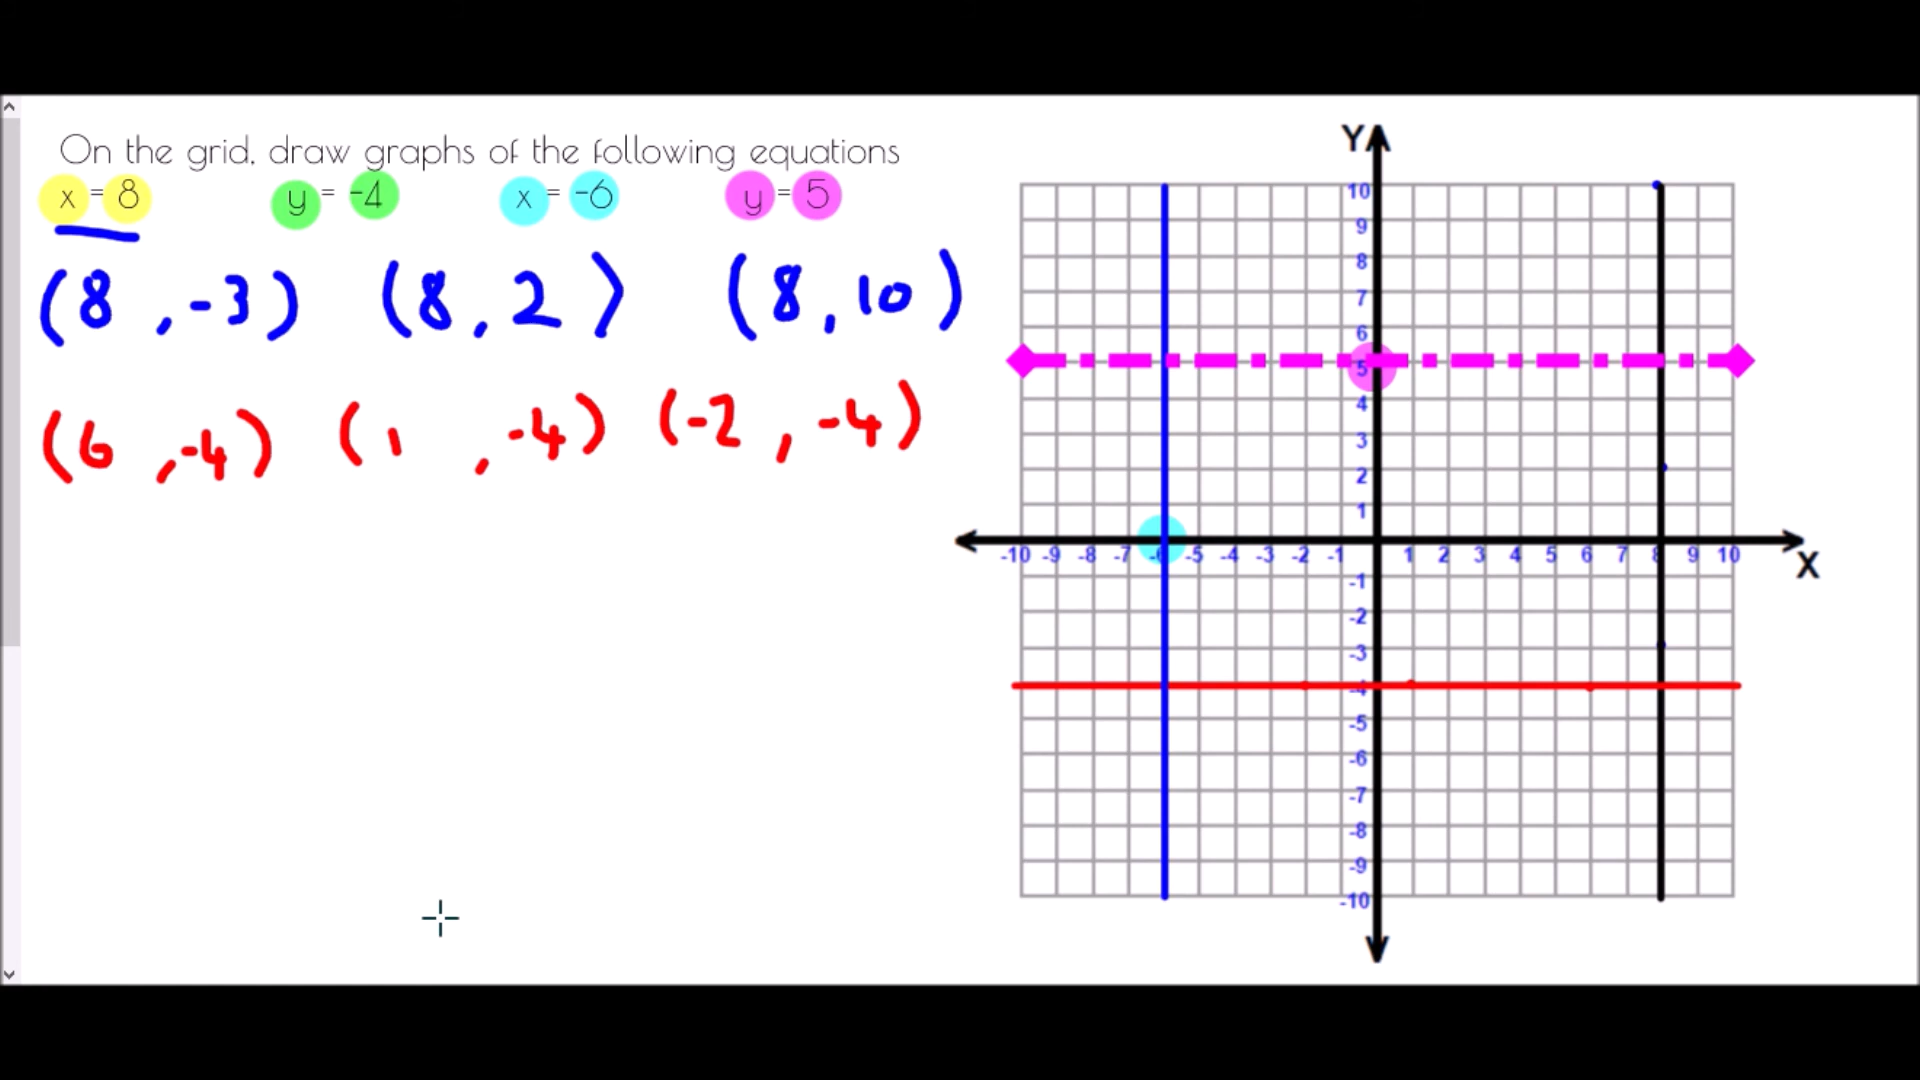 On the grid, draw graphs of the following equations
x = 8 y = -4 x = -6 y = 5
(8 , -3) (8, 2) (8, 10)
(6 , -4) (1 , -4) (-2 , -4)
Y
10
9
8
7
6
5
4
3
2
1
-10 -9 -8 -7 -6 -5 -4 -3 -2 -1 1 2 3 4 5 6 7 8 9 10
X
-1
-2
-3
-4
-5
-6
-7
-8
-9
-10